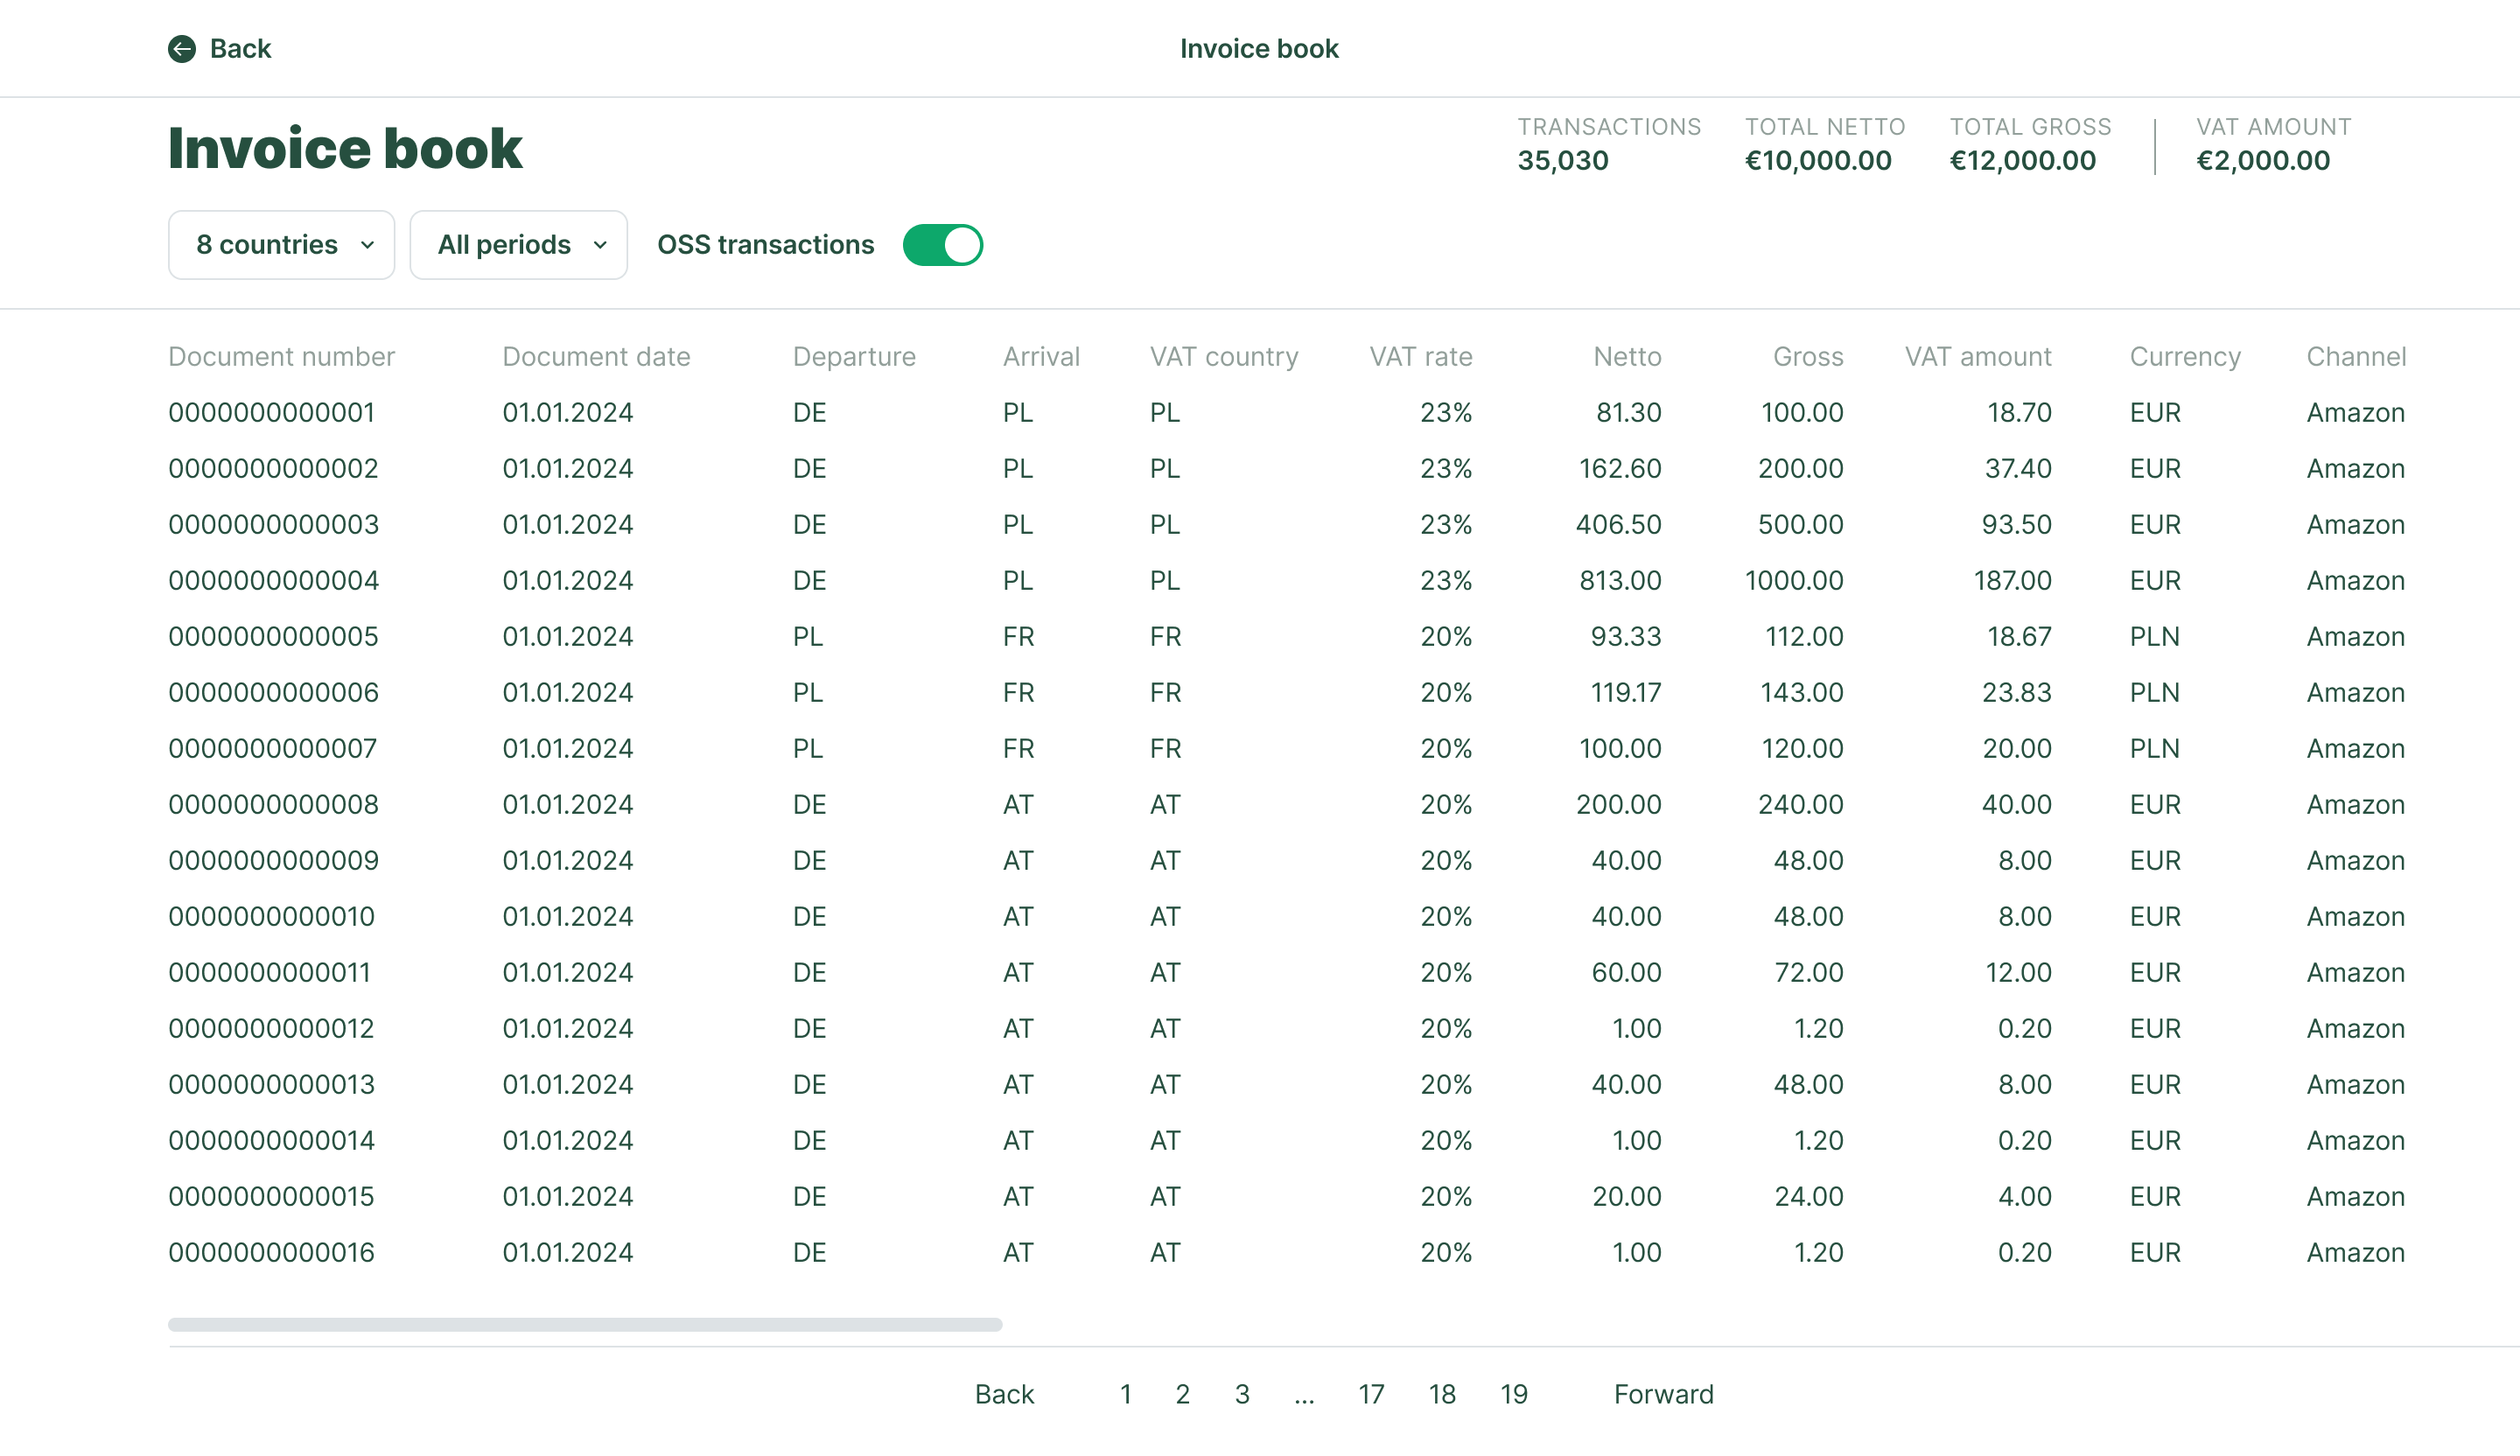 Back Invoice book
Invoice book
TRANSACTIONS TOTAL NETTO TOTAL GROSS VAT AMOUNT
35,030 €10,000.00 €12,000.00 €2,000.00
8 countries All periods OSS transactions
Document number Document date Departure Arrival VAT country VAT rate Netto Gross VAT amount Currency Channel
0000000000001 01.01.2024 DE PL PL 23% 81.30 100.00 18.70 EUR Amazon
0000000000002 01.01.2024 DE PL PL 23% 162.60 200.00 37.40 EUR Amazon
0000000000003 01.01.2024 DE PL PL 23% 406.50 500.00 93.50 EUR Amazon
0000000000004 01.01.2024 DE PL PL 23% 813.00 1000.00 187.00 EUR Amazon
0000000000005 01.01.2024 PL FR FR 20% 93.33 112.00 18.67 PLN Amazon
0000000000006 01.01.2024 PL FR FR 20% 119.17 143.00 23.83 PLN Amazon
0000000000007 01.01.2024 PL FR FR 20% 100.00 120.00 20.00 PLN Amazon
0000000000008 01.01.2024 DE AT AT 20% 200.00 240.00 40.00 EUR Amazon
0000000000009 01.01.2024 DE AT AT 20% 40.00 48.00 8.00 EUR Amazon
0000000000010 01.01.2024 DE AT AT 20% 40.00 48.00 8.00 EUR Amazon
0000000000011 01.01.2024 DE AT AT 20% 60.00 72.00 12.00 EUR Amazon
0000000000012 01.01.2024 DE AT AT 20% 1.00 1.20 0.20 EUR Amazon
0000000000013 01.01.2024 DE AT AT 20% 40.00 48.00 8.00 EUR Amazon
0000000000014 01.01.2024 DE AT AT 20% 1.00 1.20 0.20 EUR Amazon
0000000000015 01.01.2024 DE AT AT 20% 20.00 24.00 4.00 EUR Amazon
0000000000016 01.01.2024 DE AT AT 20% 1.00 1.20 0.20 EUR Amazon
Back 1 2 3 ... 17 18 19 Forward